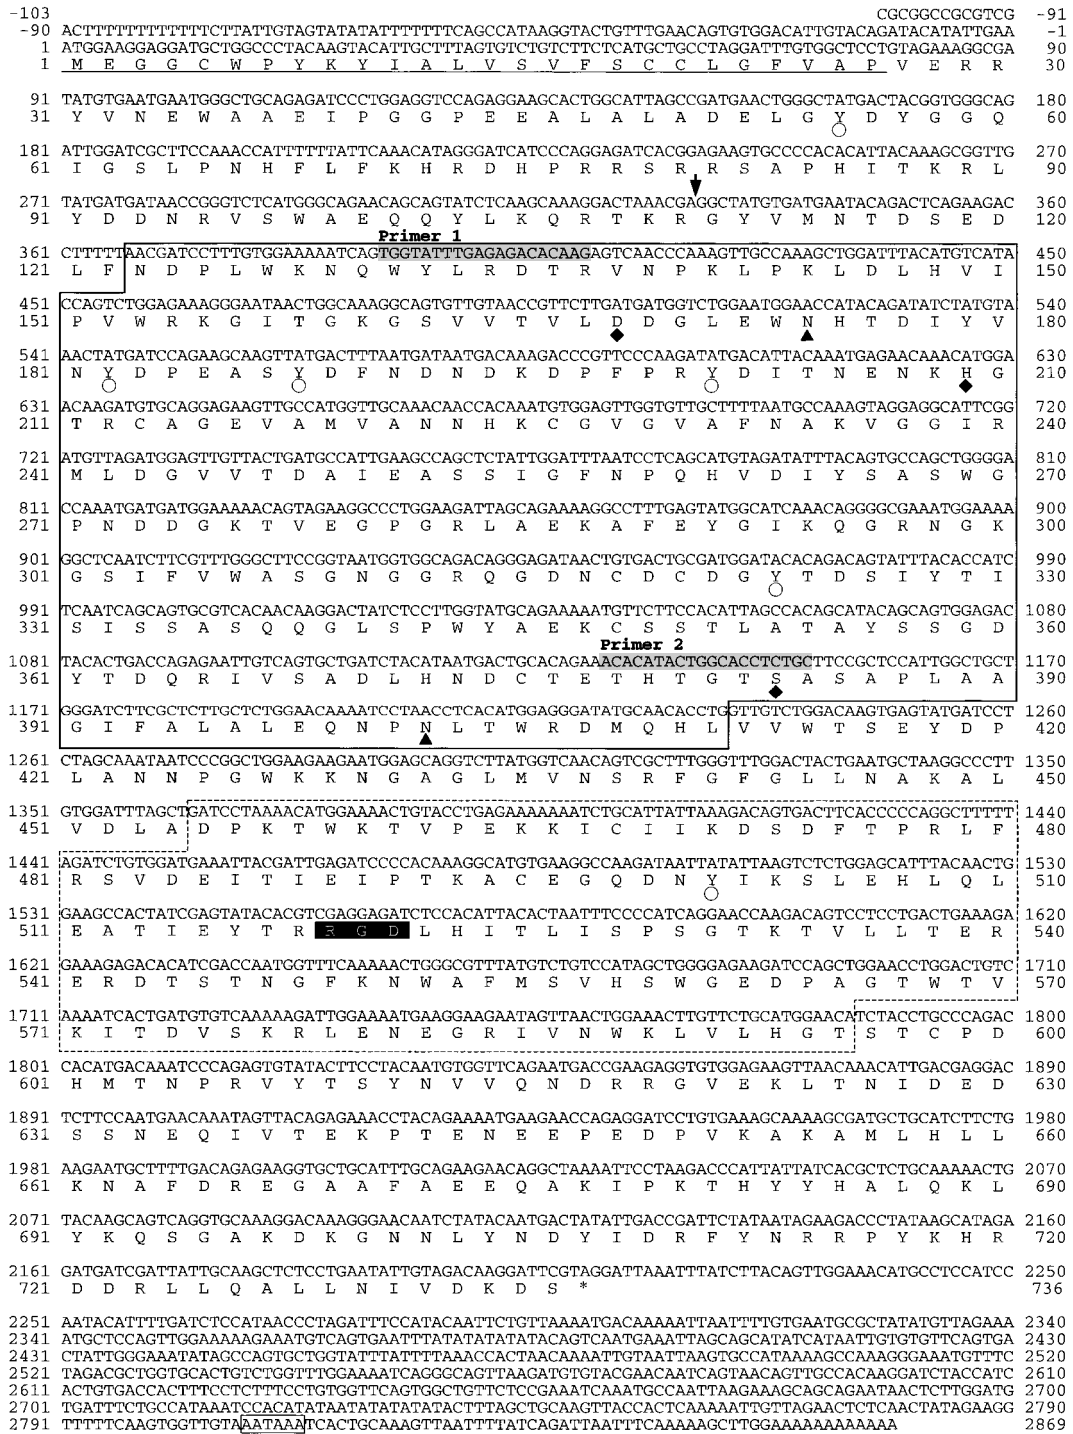 -103 CGCGGCCGCGTCG -91
-90 ACTTTTTTTTTTTTTTCTTATTGTAGTATATATTTTTTTCAGCCATAAGGTACTGTTTGAACAGTGTGGACATTGTACAGATACATATTGAA -1
1 ATGGAAGGAGGATGCTGGCCCTACAAGTACATTGCTTTAGTGTCTGTCTTCTCATGCTGCCTAGGATTTGTGGCTCCTGTAGAAAGGCGA 90
1 M E G G C W P Y K Y I A L V S V F S C C L G F V A P V E R R 30
91 TATGTGAATGAATGGGCTGCAGAGATCCCTGGAGGTCCAGAGGAAGCACTGGCATTAGCCGATGAACTGGGCTATGACTACGGTGGGCAG 180
31 Y V N E W A A E I P G G P E E A L A L A D E L G Y D Y G G Q 60
181 ATTGGATCGCTTCCAAACCATTTTTTATTCAAACATAGGGATCATCCCAGGAGATCACGGAGAAGTGCCCCACACATTACAAAGCGGTTG 270
61 I G S L P N H F L F K H R D H P R R S R R S A P H I T K R L 90
271 TATGATGATAACCGGGTCTCATGGGCAGAACAGCAGTATCTCAAGCAAAGGACTAAACGAGGCTATGTGATGAATACAGACTCAGAAGAC 360
91 Y D D N R V S W A E Q Q Y L K Q R T K R G Y V M N T D S E D 120
Primer 1
361 CTTTTTAACGATCCTTTGTGGAAAAATCAGTGGTATTTGAGAGACACAAGAGTCAACCCAAAGTTGCCAAAGCTGGATTTACATGTCATA 450
121 L F N D P L W K N Q W Y L R D T R V N P K L P K L D L H V I 150
451 CCAGTCTGGAGAAAGGGAATAACTGGCAAAGGCAGTGTTGTAACCGTTCTTGATGATGGTCTGGAATGGAACCATACAGATATCTATGTA 540
151 P V W R K G I T G K G S V V T V L D D G L E W N H T D I Y V 180
541 AACTATGATCCAGAAGCAAGTTATGACTTTAATGATAATGACAAAGACCCGTTCCCAAGATATGACATTACAAATGAGAACAAACATGGA 630
181 N Y D P E A S Y D F N D N D K D P F P R Y D I T N E N K H G 210
631 ACAAGATGTGCAGGAGAAGTTGCCATGGTTGCAAACAACCACAAATGTGGAGTTGGTGTTGCTTTTAATGCCAAAGTAGGAGGCATTCGG 720
211 T R C A G E V A M V A N N H K C G V G V A F N A K V G G I R 240
721 ATGTTAGATGGAGTTGTTACTGATGCCATTGAAGCCAGCTCTATTGGATTTAATCCTCAGCATGTAGATATTTACAGTGCCAGCTGGGGA 810
241 M L D G V V T D A I E A S S I G F N P Q H V D I Y S A S W G 270
811 CCAAATGATGATGGAAAAACAGTAGAAGGCCCTGGAAGATTAGCAGAAAAGGCCTTTGAGTATGGCATCAAACAGGGGCGAAATGGAAAA 900
271 P N D D G K T V E G P G R L A E K A F E Y G I K Q G R N G K 300
901 GGCTCAATCTTCGTTTGGGCTTCCGGTAATGGTGGCAGACAGGGAGATAACTGTGACTGCGATGGATACACAGACAGTATTTACACCATC 990
301 G S I F V W A S G N G G R Q G D N C D C D G Y T D S I Y T I 330
991 TCAATCAGCAGTGCGTCACAACAAGGACTATCTCCTTGGTATGCAGAAAAATGTTCTTCCACATTAGCCACAGCATACAGCAGTGGAGAC 1080
331 S I S S A S Q Q G L S P W Y A E K C S S T L A T A Y S S G D 360
Primer 2
1081 TACACTGACCAGAGAATTGTCAGTGCTGATCTACATAATGACTGCACAGAAACACATACTGGCACCTCTGCTTCCGCTCCATTGGCTGCT 1170
361 Y T D Q R I V S A D L H N D C T E T H T G T S A S A P L A A 390
1171 GGGATCTTCGCTCTTGCTCTGGAACAAAATCCTAACCTCACATGGAGGGATATGCAACACCTGGTTGTCTGGACAAGTGAGTATGATCCT 1260
391 G I F A L A L E Q N P N L T W R D M Q H L V V W T S E Y D P 420
1261 CTAGCAAATAATCCCGGCTGGAAGAAGAATGGAGCAGGTCTTATGGTCAACAGTCGCTTTGGGTTTGGACTACTGAATGCTAAGGCCCTT 1350
421 L A N N P G W K K N G A G L M V N S R F G F G L L N A K A L 450
1351 GTGGATTTAGCTGATCCTAAAACATGGAAAACTGTACCTGAGAAAAAAATCTGCATTATTAAAGACAGTGACTTCACCCCCAGGCTTTTT 1440
451 V D L A D P K T W K T V P E K K I C I I K D S D F T P R L F 480
1441 AGATCTGTGGATGAAATTACGATTGAGATCCCCACAAAGGCATGTGAAGGCCAAGATAATTATATTAAGTCTCTGGAGCATTTACAACTG 1530
481 R S V D E I T I E I P T K A C E G Q D N Y I K S L E H L Q L 510
1531 GAAGCCACTATCGAGTATACACGTCGAGGAGATCTCCACATTACACTAATTTCCCCATCAGGAACCAAGACAGTCCTCCTGACTGAAAGA 1620
511 E A T I E Y T R R G D L H I T L I S P S G T K T V L L T E R 540
1621 GAAAGAGACACATCGACCAATGGTTTCAAAAACTGGGCGTTTATGTCTGTCCATAGCTGGGGAGAAGATCCAGCTGGAACCTGGACTGTC 1710
541 E R D T S T N G F K N W A F M S V H S W G E D P A G T W T V 570
1711 AAAATCACTGATGTGTCAAAAAGATTGGAAAATGAAGGAAGAATAGTTAACTGGAAACTTGTTCTGCATGGAACATCTACCTGCCCAGAC 1800
571 K I T D V S K R L E N E G R I V N W K L V L H G T S T C P D 600
1801 CACATGACAAATCCCAGAGTGTATACTTCCTACAATGTGGTTCAGAATGACCGAAGAGGTGTGGAGAAGTTAACAAACATTGACGAGGAC 1890
601 H M T N P R V Y T S Y N V V Q N D R R G V E K L T N I D E D 630
1891 TCTTCCAATGAACAAATAGTTACAGAGAAACCTACAGAAAATGAAGAACCAGAGGATCCTGTGAAAGCAAAAGCGATGCTGCATCTTCTG 1980
631 S S N E Q I V T E K P T E N E E P E D P V K A K A M L H L L 660
1981 AAGAATGCTTTTGACAGAGAAGGTGCTGCATTTGCAGAAGAACAGGCTAAAATTCCTAAGACCCATTATTATCACGCTCTGCAAAAACTG 2070
661 K N A F D R E G A A F A E E Q A K I P K T H Y Y H A L Q K L 690
2071 TACAAGCAGTCAGGTGCAAAGGACAAAGGGAACAATCTATACAATGACTATATTGACCGATTCTATAATAGAAGACCCTATAAGCATAGA 2160
691 Y K Q S G A K D K G N N L Y N D Y I D R F Y N R R P Y K H R 720
2161 GATGATCGATTATTGCAAGCTCTCCTGAATATTGTAGACAAGGATTCGTAGGATTAAATTTATCTTACAGTTGGAAACATGCCTCCATCC 2250
721 D D R L L Q A L L N I V D K D S * 736
2251 AATACATTTTGATCTCCATAACCCTAGATTTCCATACAATTCTGTTAAAATGACAAAAATTAATTTTGTGAATGCGCTATATGTTAGAAA 2340
2341 ATGCTCCAGTTGGAAAAAGAAATGTCAGTGAATTTATATATATATACAGTCAATGAAATTAGCAGCATATCATAATTGTGTGTTCAGTGA 2430
2431 CTATTGGGAAATATAGCCAGTGCTGGTATTTATTTTAAACCACTAACAAAATTGTAATTAAGTGCCATAAAAGCCAAAGGGAAATGTTTC 2520
2521 TAGACGCTGGTGCACTGTCTGGTTTGGAAAATCAGGGCAGTTAAGATGTGTACGAACAATCAGTAACAGTTGCCACAAGGATCTACCATC 2610
2611 ACTGTGACCACTTTCCTCTTTCCTGTGGTTCAGTGGCTGTTCTCCGAAATCAAATGCCAATTAAGAAAGCAGCAGAATAACTCTTGGATG 2700
2701 TGATTTCTGCCATAAATCCACATATAATATATATATACTTTAGCTGCAAGTTACCACTCAAAAATTGTTAGAACTCTCAACTATAGAAGG 2790
2791 TTTTTCAAGTGGTTGTAAATAAATCACTGCAAAGTTAATTTTATCAGATTAATTTCAAAAAGCTTGGAAAAAAAAAAAA 2869